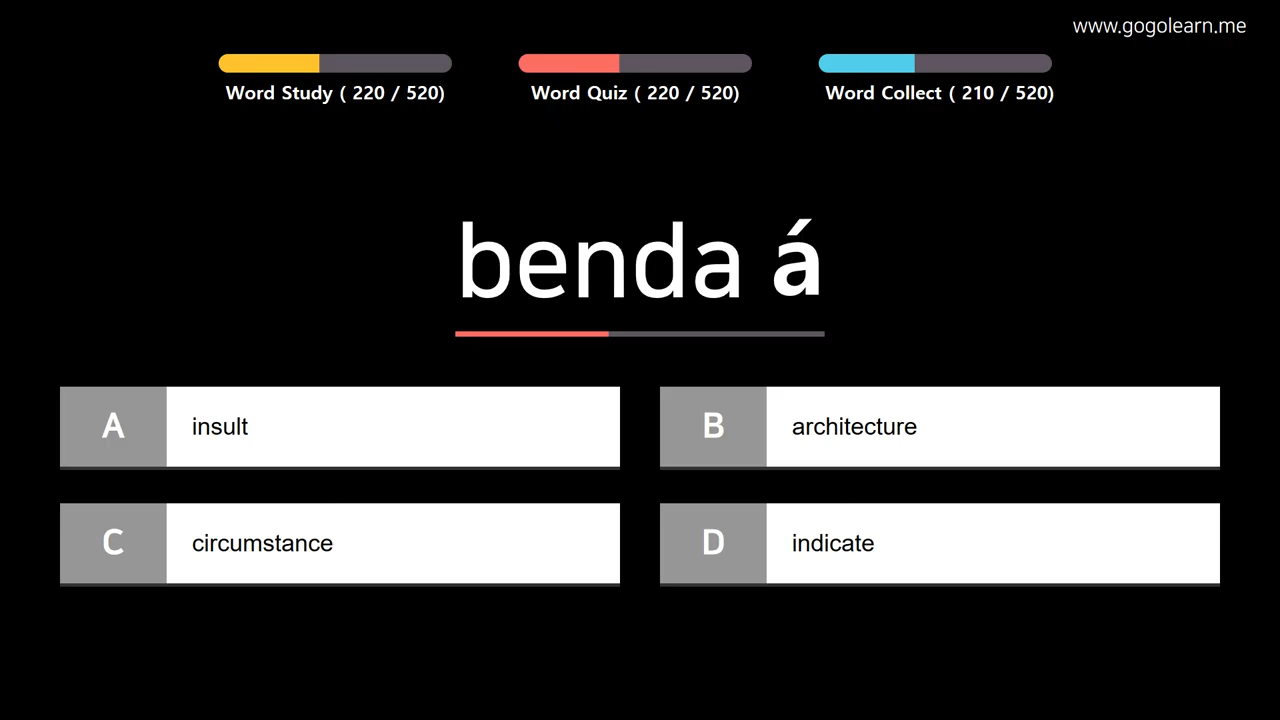 www.gogolearn.me
Word Study ( 220 / 520)
Word Quiz ( 220 / 520)
Word Collect ( 210 / 520)
benda á
A insult
B architecture
C circumstance
D indicate